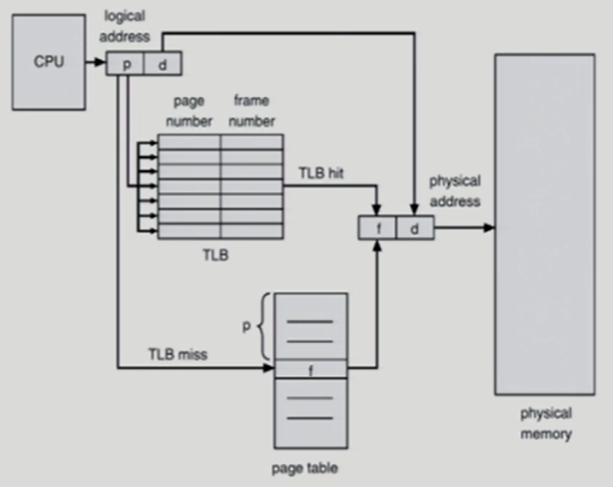 logical
address
CPU
p d
page frame
number number
TLB hit
physical
address
f d
TLB
p
TLB miss
f
physical
memory
page table